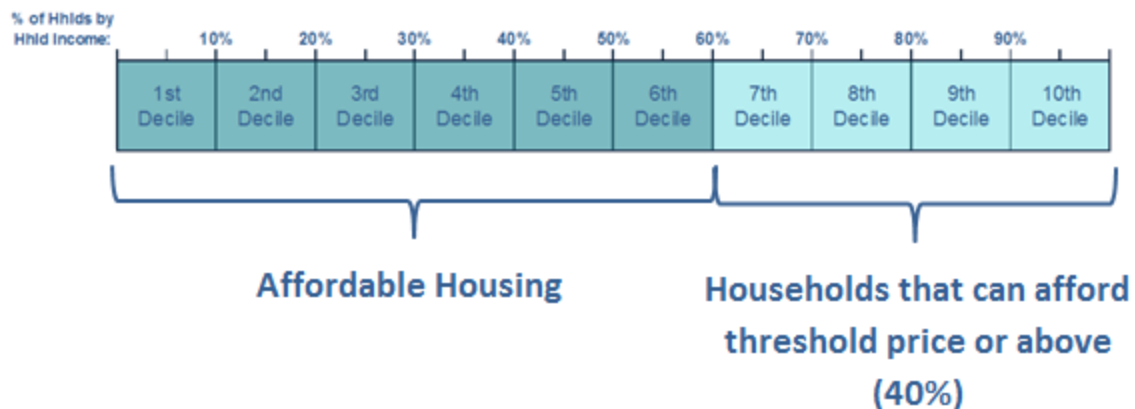 % of Hhlds by
Hhld Income:
10% 20% 30% 40% 50% 60% 70% 80% 90%
1st 2nd 3rd 4th 5th 6th 7th 8th 9th 10th
Decile Decile Decile Decile Decile Decile Decile Decile Decile Decile
Affordable Housing
Households that can afford
threshold price or above
(40%)